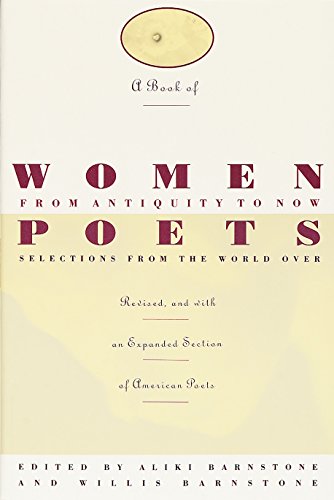 A Book of
WOMEN
FROM ANTIQUITY TO NOW
POETS
SELECTIONS FROM THE WORLD OVER
Revised, and with
an Expanded Section
of American Poets
EDITED BY ALIKI BARNSTONE
AND WILLIS BARNSTONE